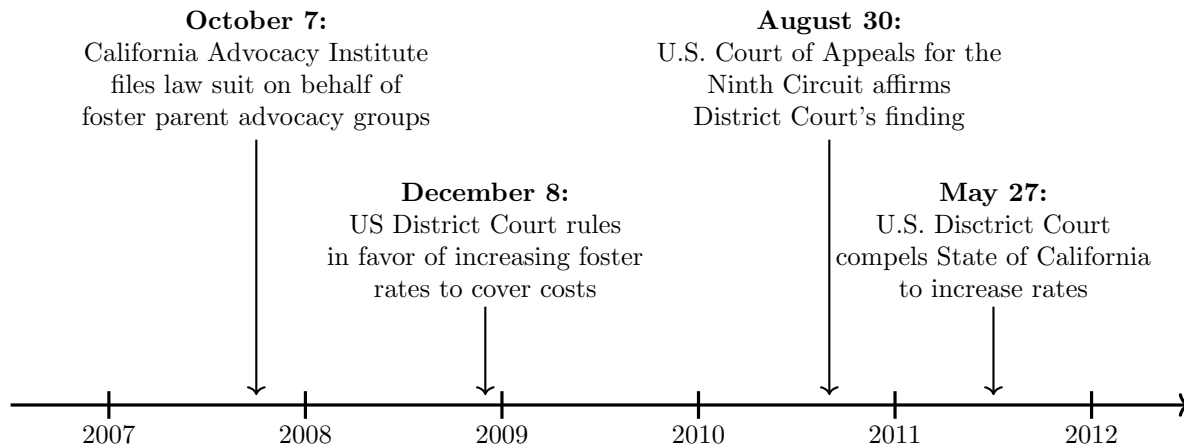 October 7:
California Advocacy Institute
files law suit on behalf of
foster parent advocacy groups
August 30:
U.S. Court of Appeals for the
Ninth Circuit affirms
District Court's finding
December 8:
US District Court rules
in favor of increasing foster
rates to cover costs
May 27:
U.S. Disctrict Court
compels State of California
to increase rates
2007
2008
2009
2010
2011
2012